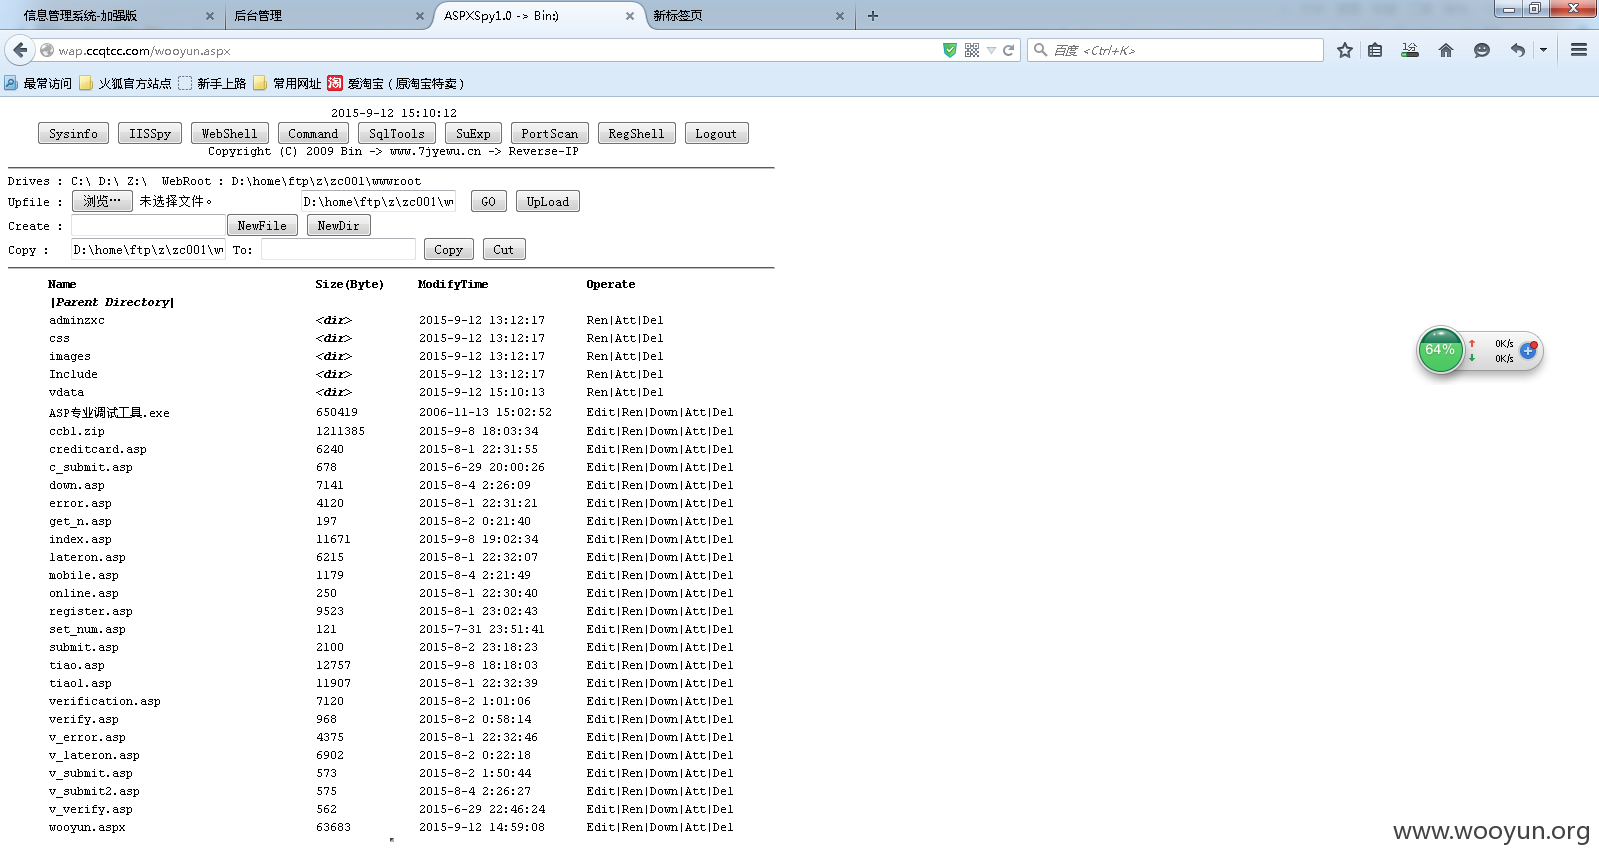 信息管理系统-加强版 后台管理 ASPXSpy1.0 -> Bin:) 新标签页
wap.ccqtcc.com/wooyun.aspx 百度 <Ctrl+K> 1分
最常访问 火狐官方站点 新手上路 常用网址 淘 爱淘宝（原淘宝特卖）
2015-9-12 15:10:12
Sysinfo IISSpy WebShell Command SqlTools SuExp PortScan RegShell Logout
Copyright (C) 2009 Bin -> www.7jyewu.cn -> Reverse-IP
Drives : C:\ D:\ Z:\ WebRoot : D:\home\ftp\z\zc001\wwwroot
Upfile : 浏览… 未选择文件。 D:\home\ftp\z\zc001\w GO UpLoad
Create : NewFile NewDir
Copy : D:\home\ftp\z\zc001\w To: Copy Cut
Name Size(Byte) ModifyTime Operate
|Parent Directory|
adminzxc <dir> 2015-9-12 13:12:17 Ren|Att|Del
css <dir> 2015-9-12 13:12:17 Ren|Att|Del
images <dir> 2015-9-12 13:12:17 Ren|Att|Del
Include <dir> 2015-9-12 13:12:17 Ren|Att|Del
vdata <dir> 2015-9-12 15:10:13 Ren|Att|Del
ASP专业调试工具.exe 650419 2006-11-13 15:02:52 Edit|Ren|Down|Att|Del
ccbl.zip 1211385 2015-9-8 18:03:34 Edit|Ren|Down|Att|Del
creditcard.asp 6240 2015-8-1 22:31:55 Edit|Ren|Down|Att|Del
c_submit.asp 678 2015-6-29 20:00:26 Edit|Ren|Down|Att|Del
down.asp 7141 2015-8-4 2:26:09 Edit|Ren|Down|Att|Del
error.asp 4120 2015-8-1 22:31:21 Edit|Ren|Down|Att|Del
get_n.asp 197 2015-8-2 0:21:40 Edit|Ren|Down|Att|Del
index.asp 11671 2015-9-8 19:02:34 Edit|Ren|Down|Att|Del
lateron.asp 6215 2015-8-1 22:32:07 Edit|Ren|Down|Att|Del
mobile.asp 1179 2015-8-4 2:21:49 Edit|Ren|Down|Att|Del
online.asp 250 2015-8-1 22:30:40 Edit|Ren|Down|Att|Del
register.asp 9523 2015-8-1 23:02:43 Edit|Ren|Down|Att|Del
set_num.asp 121 2015-7-31 23:51:41 Edit|Ren|Down|Att|Del
submit.asp 2100 2015-8-2 23:18:23 Edit|Ren|Down|Att|Del
tiao.asp 12757 2015-9-8 18:18:03 Edit|Ren|Down|Att|Del
tiao1.asp 11907 2015-8-1 22:32:39 Edit|Ren|Down|Att|Del
verification.asp 7120 2015-8-2 1:01:06 Edit|Ren|Down|Att|Del
verify.asp 968 2015-8-2 0:58:14 Edit|Ren|Down|Att|Del
v_error.asp 4375 2015-8-1 22:32:46 Edit|Ren|Down|Att|Del
v_lateron.asp 6902 2015-8-2 0:22:18 Edit|Ren|Down|Att|Del
v_submit.asp 573 2015-8-2 1:50:44 Edit|Ren|Down|Att|Del
v_submit2.asp 575 2015-8-4 2:26:27 Edit|Ren|Down|Att|Del
v_verify.asp 562 2015-6-29 22:46:24 Edit|Ren|Down|Att|Del
wooyun.aspx 63683 2015-9-12 14:59:08 Edit|Ren|Down|Att|Del
64% 0K/s
0K/s
www.wooyun.org